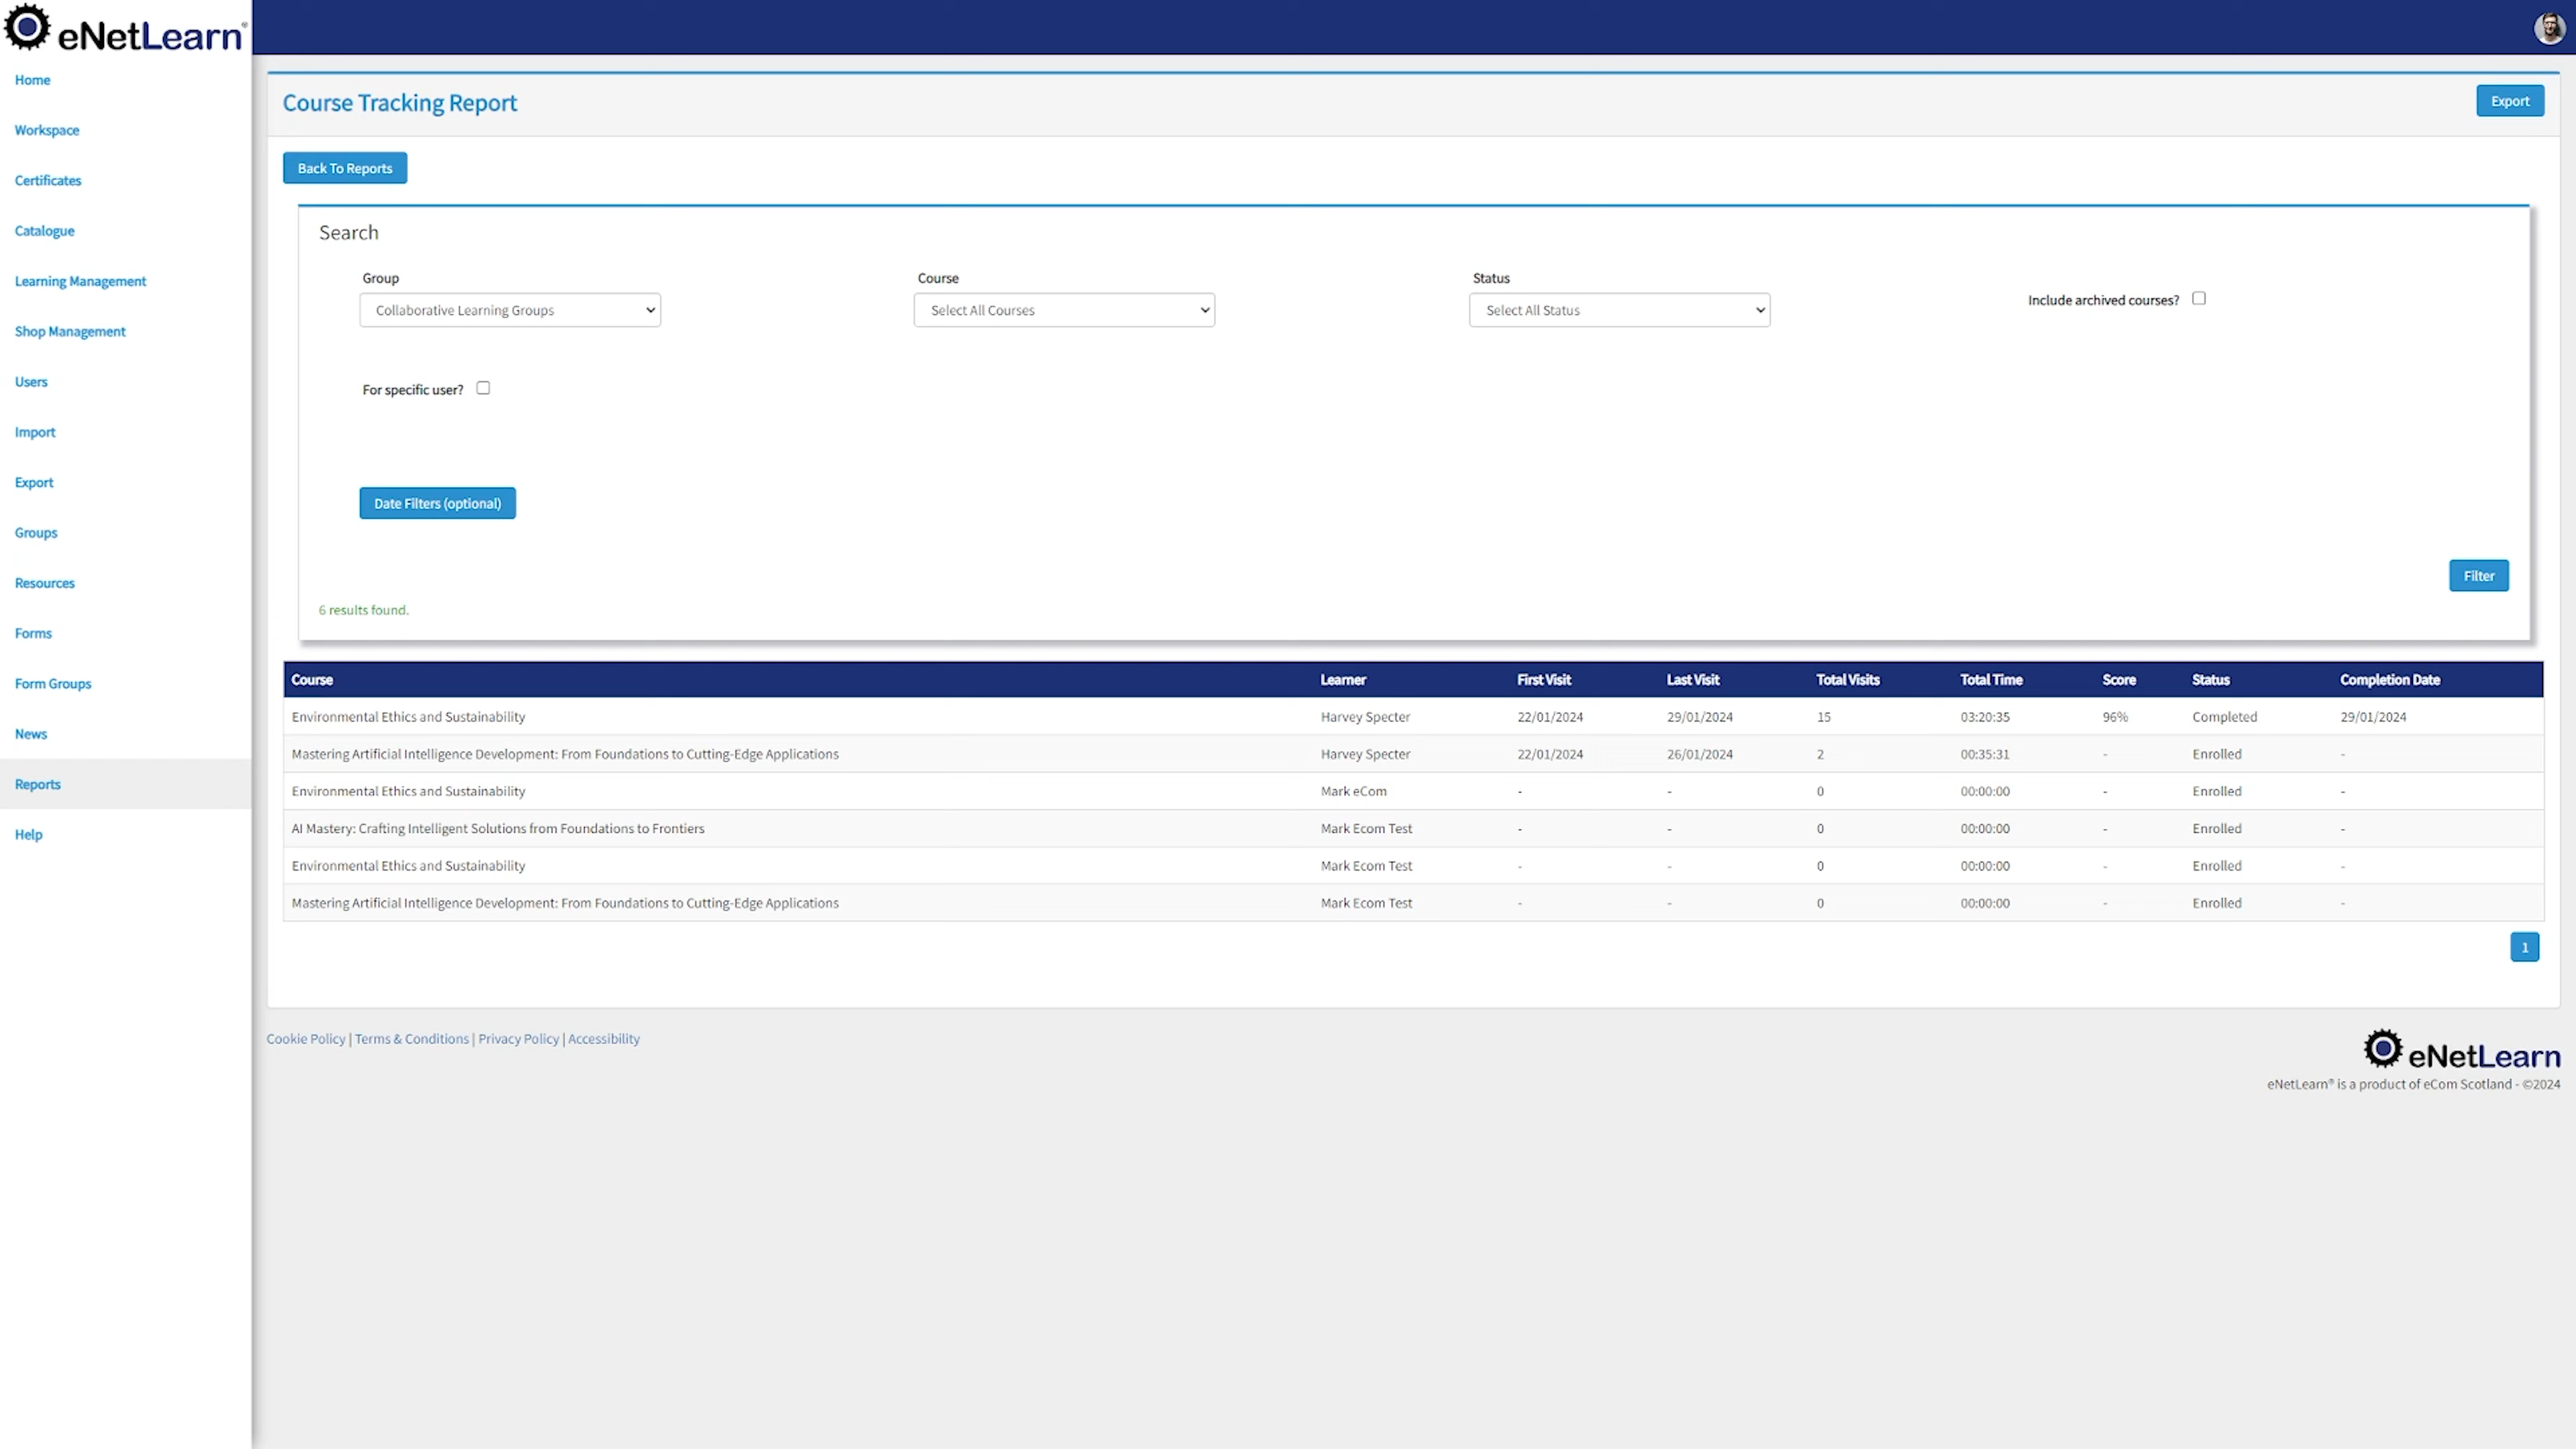 eNetLearn®
Home
Workspace
Certificates
Catalogue
Learning Management
Shop Management
Users
Import
Export
Groups
Resources
Forms
Form Groups
News
Reports
Help
Course Tracking Report
Export
Back To Reports
Search
Group Course Status
Collaborative Learning Groups Select All Courses Select All Status Include archived courses?
For specific user?
Date Filters (optional)
Filter
6 results found.
Course Learner First Visit Last Visit Total Visits Total Time Score Status Completion Date
Environmental Ethics and Sustainability Harvey Specter 22/01/2024 29/01/2024 15 03:20:35 96% Completed 29/01/2024
Mastering Artificial Intelligence Development: From Foundations to Cutting-Edge Applications Harvey Specter 22/01/2024 26/01/2024 2 00:35:31 - Enrolled -
Environmental Ethics and Sustainability Mark eCom - - 0 00:00:00 - Enrolled -
AI Mastery: Crafting Intelligent Solutions from Foundations to Frontiers Mark Ecom Test - - 0 00:00:00 - Enrolled -
Environmental Ethics and Sustainability Mark Ecom Test - - 0 00:00:00 - Enrolled -
Mastering Artificial Intelligence Development: From Foundations to Cutting-Edge Applications Mark Ecom Test - - 0 00:00:00 - Enrolled -
1
Cookie Policy | Terms & Conditions | Privacy Policy | Accessibility
eNetLearn
eNetLearn® is a product of eCom Scotland - ©2024